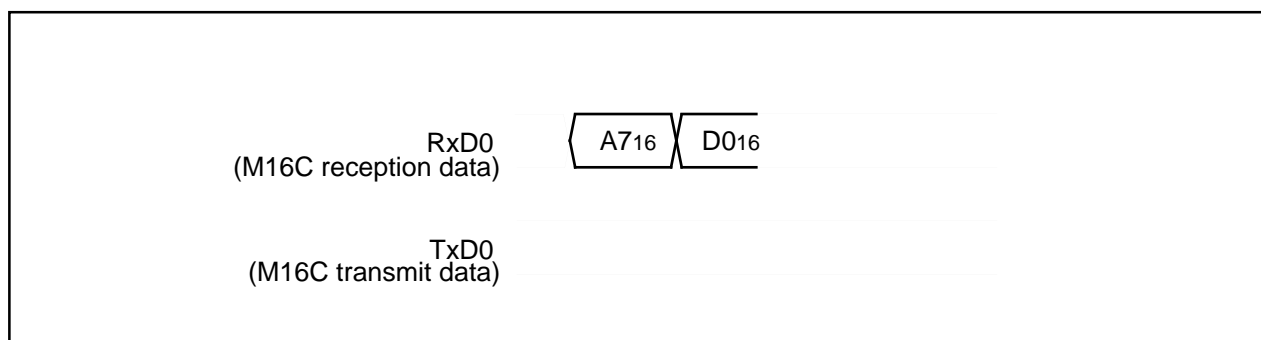 RxD0
(M16C reception data)
A716 D016
TxD0
(M16C transmit data)